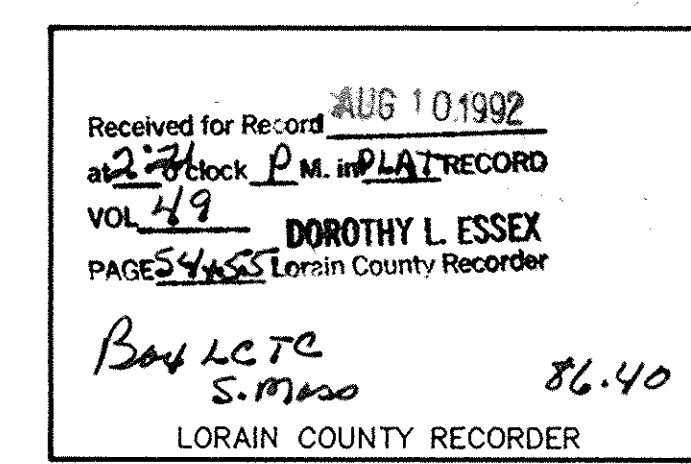 Received for Record AUG 10 1992
at 2:21 o'clock P M. in PLAT RECORD
VOL 49
DOROTHY L. ESSEX
PAGE 54 & 55 Lorain County Recorder
Box LCTC
S. Moso
86.40
LORAIN COUNTY RECORDER